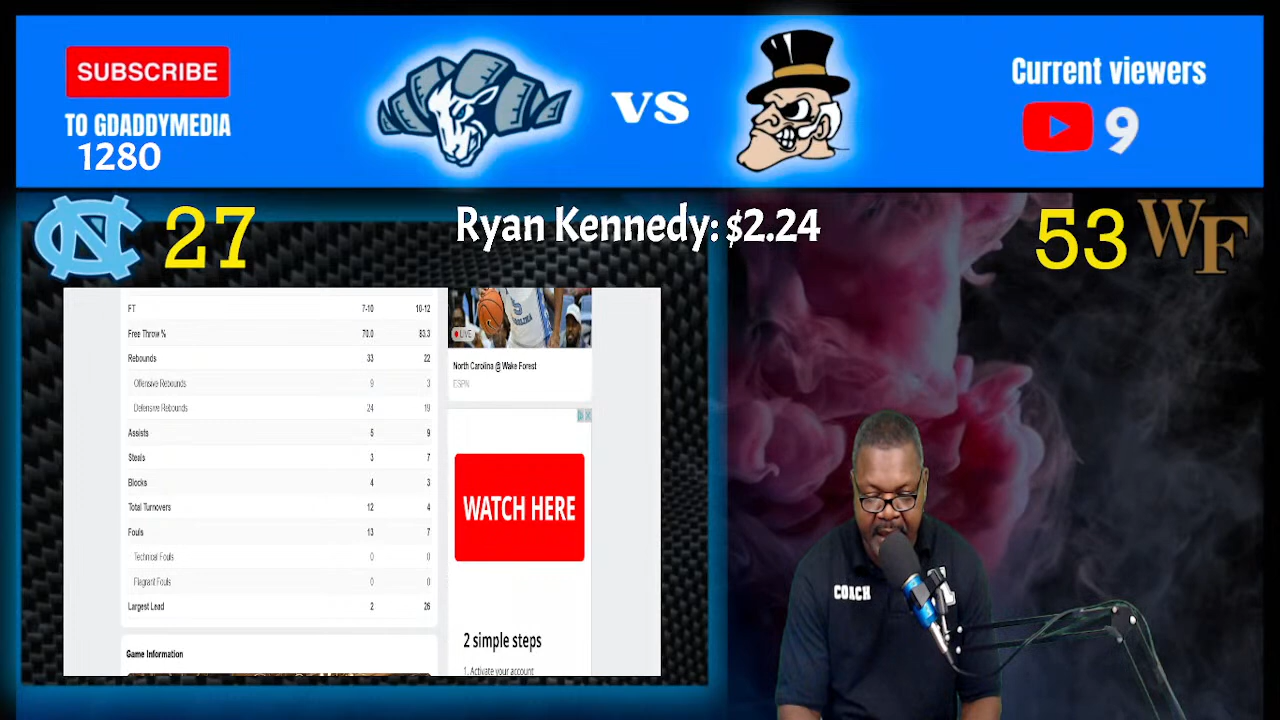 SUBSCRIBE
TO GDADDYMEDIA
1280
VS
Current viewers
9
NC 27
Ryan Kennedy: $2.24
53 WF
FT 7-10 10-12
Free Throw % 70.0 83.3
Rebounds 33 22
Offensive Rebounds 9 3
Defensive Rebounds 24 19
Assists 5 9
Steals 3 7
Blocks 4 3
Total Turnovers 12 4
Fouls 13 7
Technical Fouls 0 0
Flagrant Fouls 0 0
Largest Lead 2 26
Game Information
LIVE
North Carolina @ Wake Forest
ESPN
WATCH HERE
2 simple steps
1. Activate your account
COACH